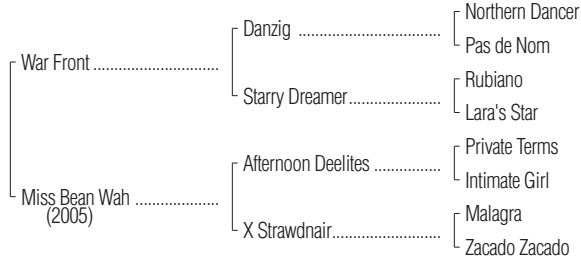 Northern Dancer
Danzig ..............................
Pas de Nom
War Front ...........................
Rubiano
Starry Dreamer...................
Lara's Star
Private Terms
Afternoon Deelites ................
Intimate Girl
Miss Bean Wah ..................
(2005)
Malagra
X Strawdnair.......................
Zacado Zacado